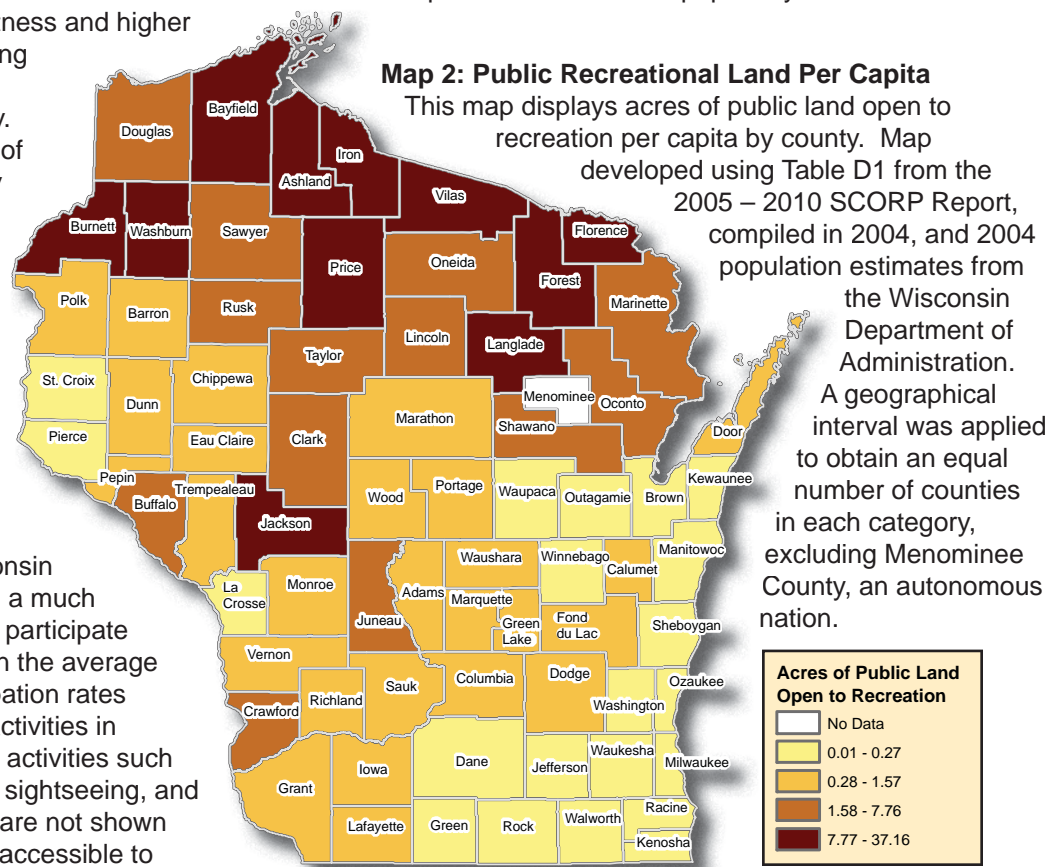 tness and higher
ing
y.
of
Map 2: Public Recreational Land Per Capita
This map displays acres of public land open to
recreation per capita by county. Map
developed using Table D1 from the
2005 – 2010 SCORP Report,
compiled in 2004, and 2004
population estimates from
the Wisconsin
Department of
Administration.
A geographical
interval was applied
to obtain an equal
number of counties
in each category,
excluding Menominee
County, an autonomous
nation.
Bayfield
Douglas
Iron
Ashland
Vilas
Burnett
Washburn
Sawyer
Florence
Price
Oneida
Forest
Marinette
Polk
Barron
Rusk
Lincoln
Langlade
Taylor
St. Croix
Chippewa
Menominee
Dunn
Oconto
Marathon
Shawano
Pierce
Eau Claire
Clark
Door
Pepin
Buffalo
Trempealeau
Wood
Portage
Waupaca
Outagamie
Brown
Kewaunee
Jackson
Waushara
Winnebago
Calumet
Manitowoc
La
Crosse
Monroe
Juneau
Adams
Marquette
Green
Lake
Fond
du Lac
Sheboygan
Vernon
Sauk
Columbia
Dodge
Ozaukee
Washington
Crawford
Richland
Dane
Jefferson
Waukesha
Milwaukee
Iowa
Grant
Lafayette
Green
Rock
Walworth
Racine
Kenosha
onsin
a much
participate
n the average
pation rates
activities in
activities such
sightseeing, and
are not shown
accessible to
Acres of Public Land
Open to Recreation
No Data
0.01 - 0.27
0.28 - 1.57
1.58 - 7.76
7.77 - 37.16